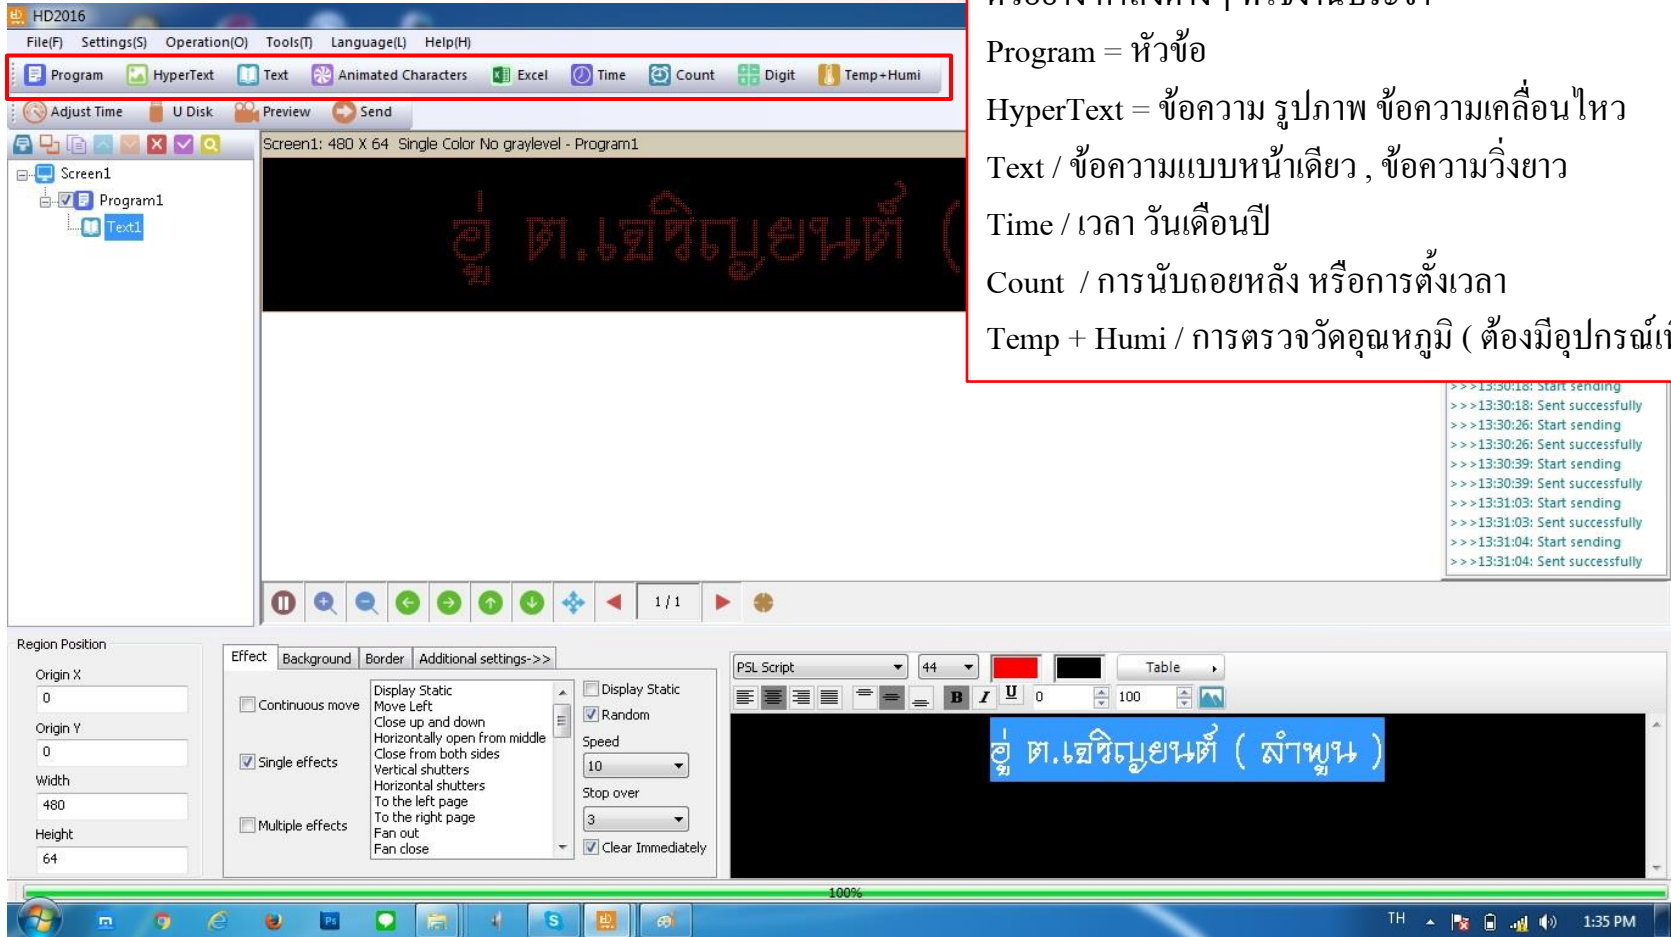 HD2016
File(F) Settings(S) Operation(O) Tools(T) Language(L) Help(H)
Program HyperText Text Animated Characters Excel Time Count Digit Temp+Humi
Adjust Time U Disk Preview Send
Program = หัวข้อ
HyperText = ข้อความ รูปภาพ ข้อความเคลื่อนไหว
Text / ข้อความแบบหน้าเดียว , ข้อความวิ่งยาว
Time / เวลา วันเดือนปี
Count / การนับถอยหลัง หรือการตั้งเวลา
Temp + Humi / การตรวจวัดอุณหภูมิ ( ต้องมีอุปกรณ์
Screen1: 480 X 64 Single Color No graylevel - Program1
Screen1
Program1
Text1
อู่ ต.เจริญยนต์ (
>>>13:30:18: Start sending
>>>13:30:18: Sent successfully
>>>13:30:26: Start sending
>>>13:30:26: Sent successfully
>>>13:30:39: Start sending
>>>13:30:39: Sent successfully
>>>13:31:03: Start sending
>>>13:31:03: Sent successfully
>>>13:31:04: Start sending
>>>13:31:04: Sent successfully
1/1
Region Position
Origin X
0
Origin Y
0
Width
480
Height
64
Effect Background Border Additional settings->>
Continuous move
Single effects
Multiple effects
Display Static
Move Left
Close up and down
Horizontally open from middle
Close from both sides
Vertical shutters
Horizontal shutters
To the left page
To the right page
Fan out
Fan close
Display Static
Random
Speed
10
Stop over
3
Clear Immediately
PSL Script 44 Table
B I U 0 100
อู่ ต.เจริญยนต์ ( ลำพูน )
100%
TH 1:35 PM